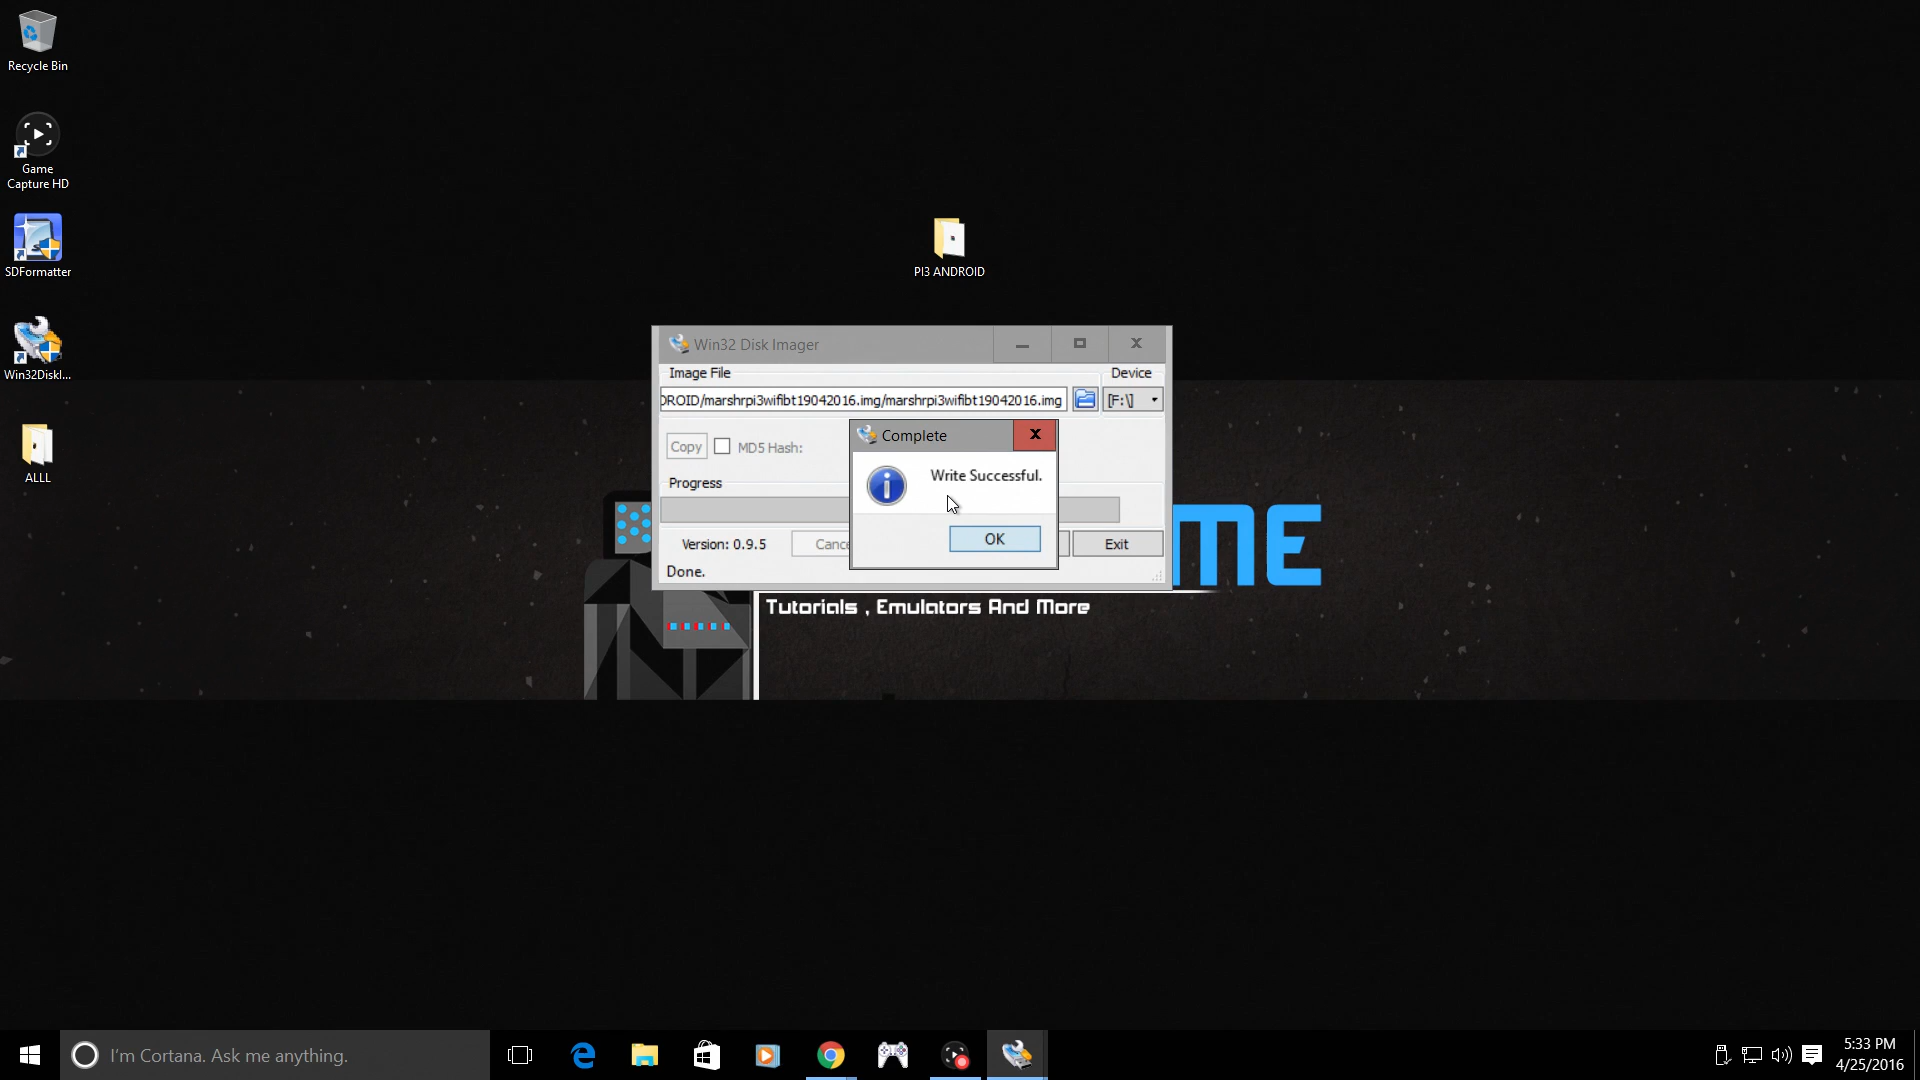 Recycle Bin
Game
Capture HD
SDFormatter
Win32DiskI...
ALLL
PI3 ANDROID
Win32 Disk Imager
Image File
Device
DROID/marshrpi3wifibt19042016.img/marshrpi3wifibt19042016.img
[F:\]
Copy
MD5 Hash:
Progress
Version: 0.9.5
Cance
Exit
Done.
Complete
X
Write Successful.
OK
ME
Tutorials , Emulators And More
I'm Cortana. Ask me anything.
5:33 PM
4/25/2016